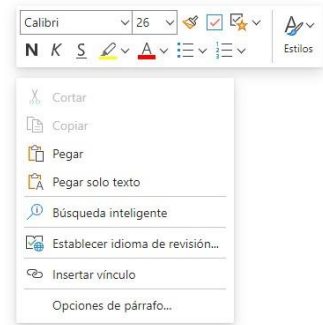 Calibri 26
N K S A Estilos
Cortar
Copiar
Pegar
Pegar solo texto
Búsqueda inteligente
Establecer idioma de revisión...
Insertar vínculo
Opciones de párrafo...